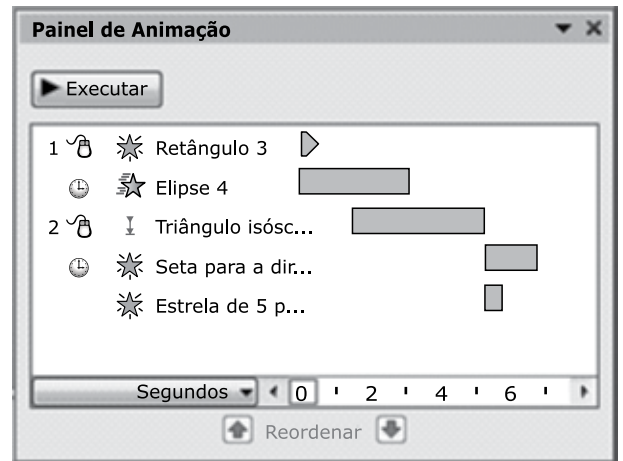 Painel de Animação
Executar
1 Retângulo 3
Elipse 4
2 Triângulo isósc...
Seta para a dir...
Estrela de 5 p...
Segundos 0 2 4 6
Reordenar